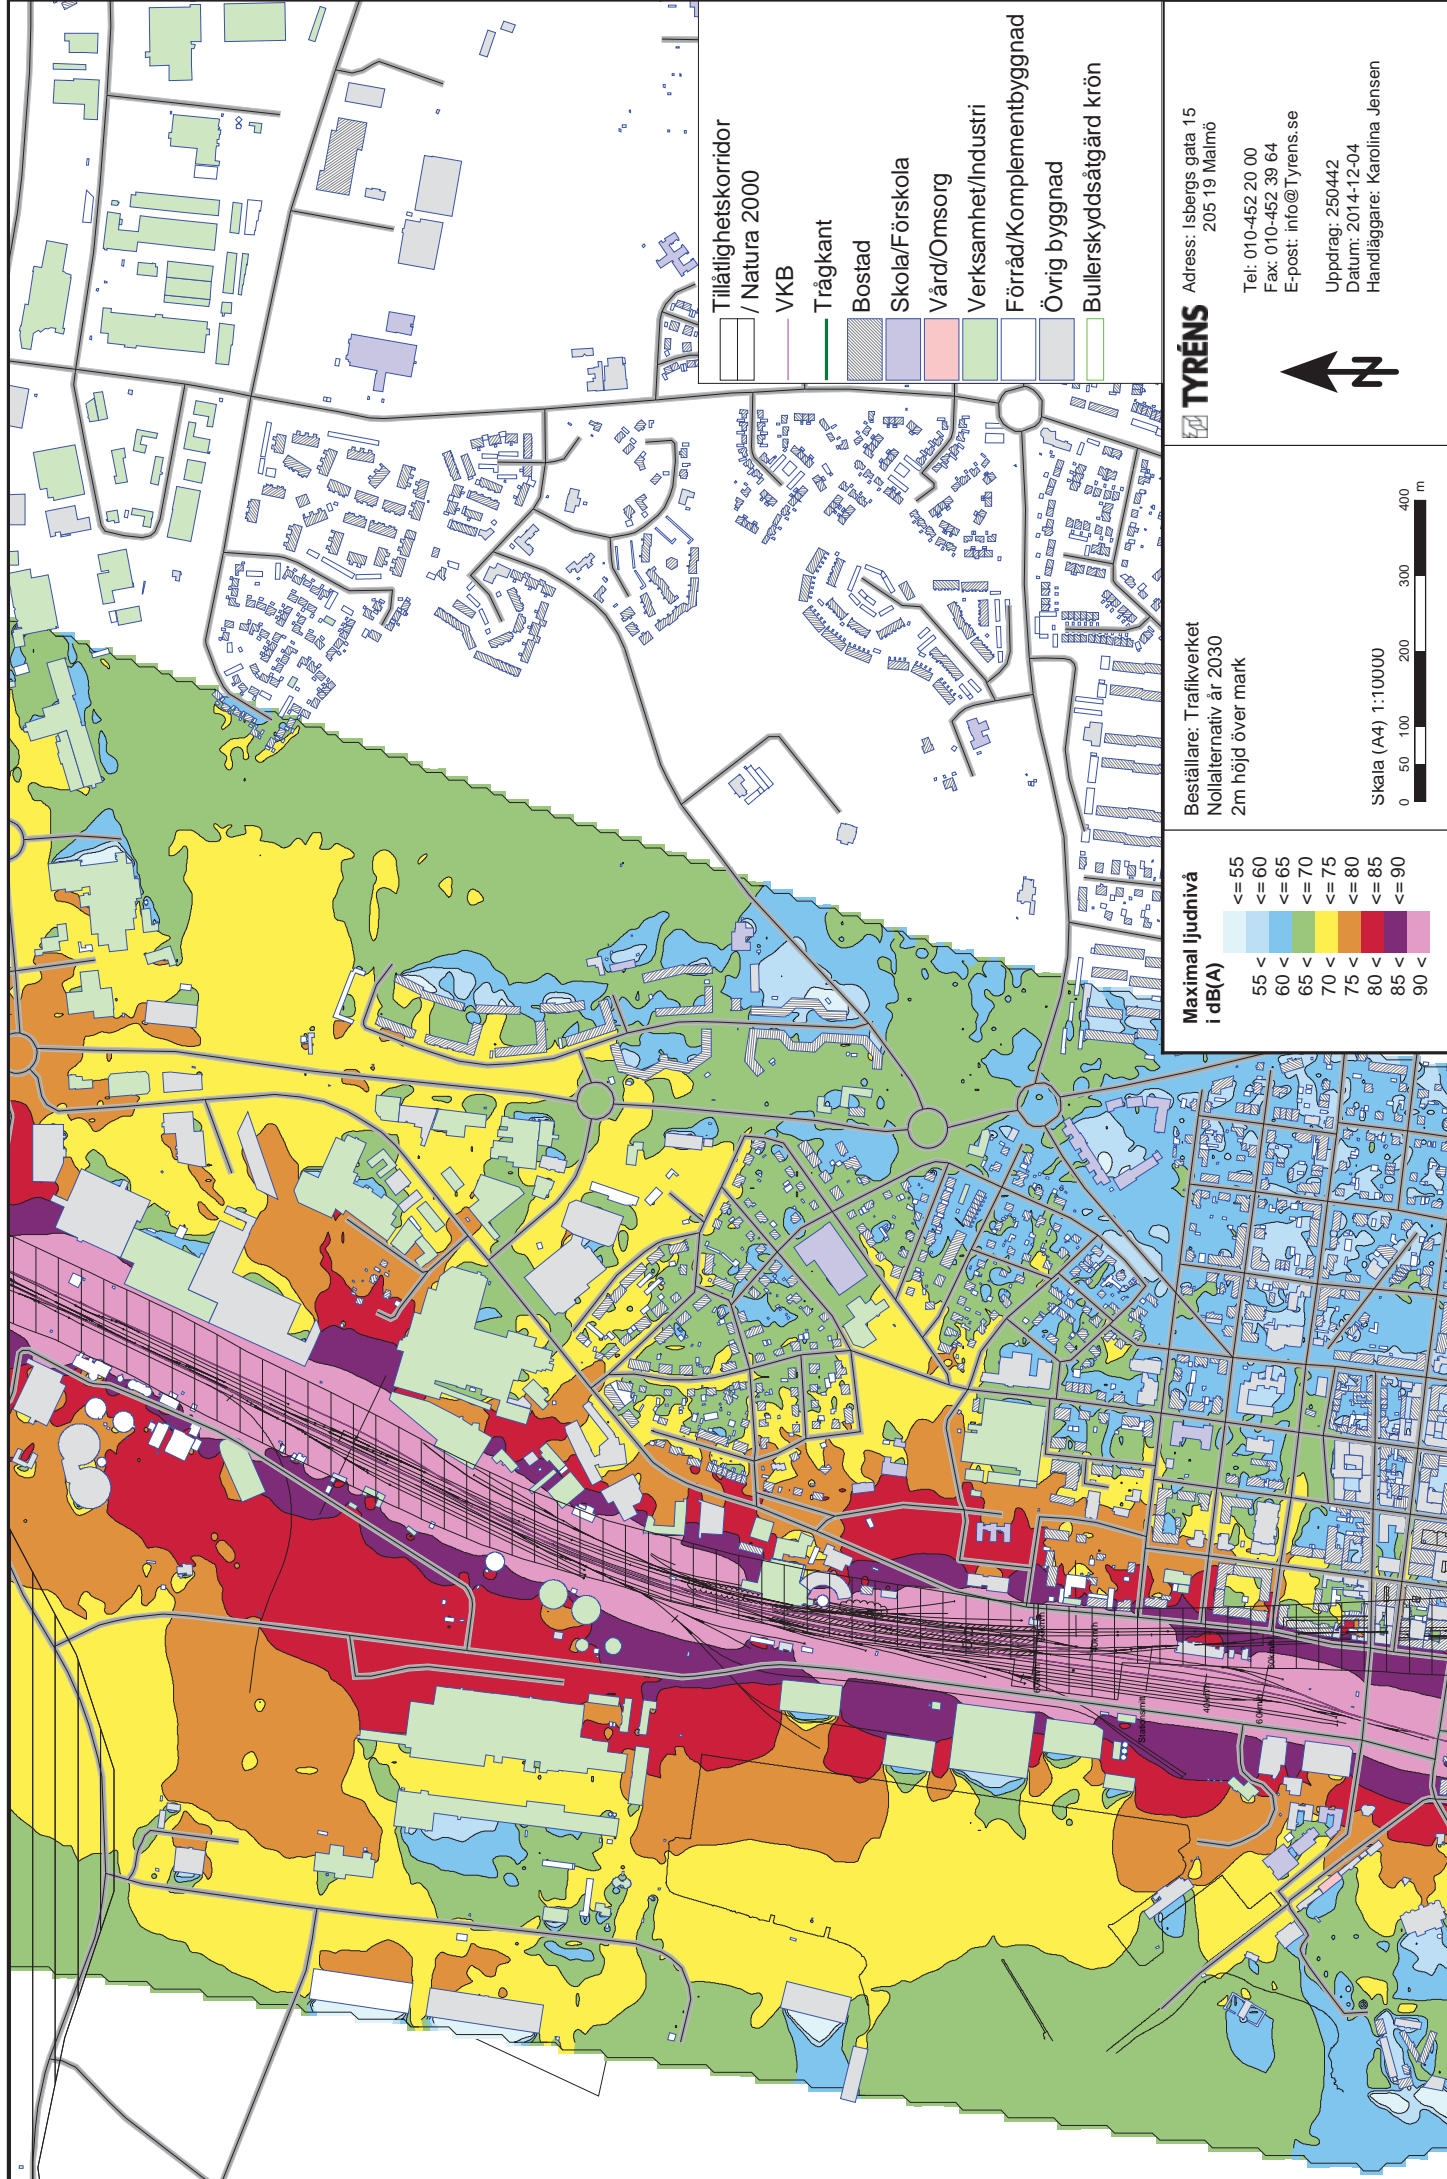 Tillåtlighetskorridor
/ Natura 2000
VKB
Trågkant
Bostad
Skola/Förskola
Vård/Omsorg
Verksamhet/Industri
Förråd/Komplementbyggnad
Övrig byggnad
Bullerskyddsåtgärd krön
TYRÉNS
Adress: Isbergs gata 15
205 19 Malmö
Tel: 010-452 20 00
Fax: 010-452 39 64
E-post: info@Tyrens.se
Uppdrag: 250442
Datum: 2014-12-04
Handläggare: Karolina Jensen
N
Beställare: Trafikverket
Nollalternativ år 2030
2m höjd över mark
Skala (A4) 1:10000
0 50 100 200 300 400 m
Maximal ljudnivå
i dB(A)
<= 55
55 < <= 60
60 < <= 65
65 < <= 70
70 < <= 75
75 < <= 80
80 < <= 85
85 < <= 90
90 <
Stationsmitt
40km/h
60km/h